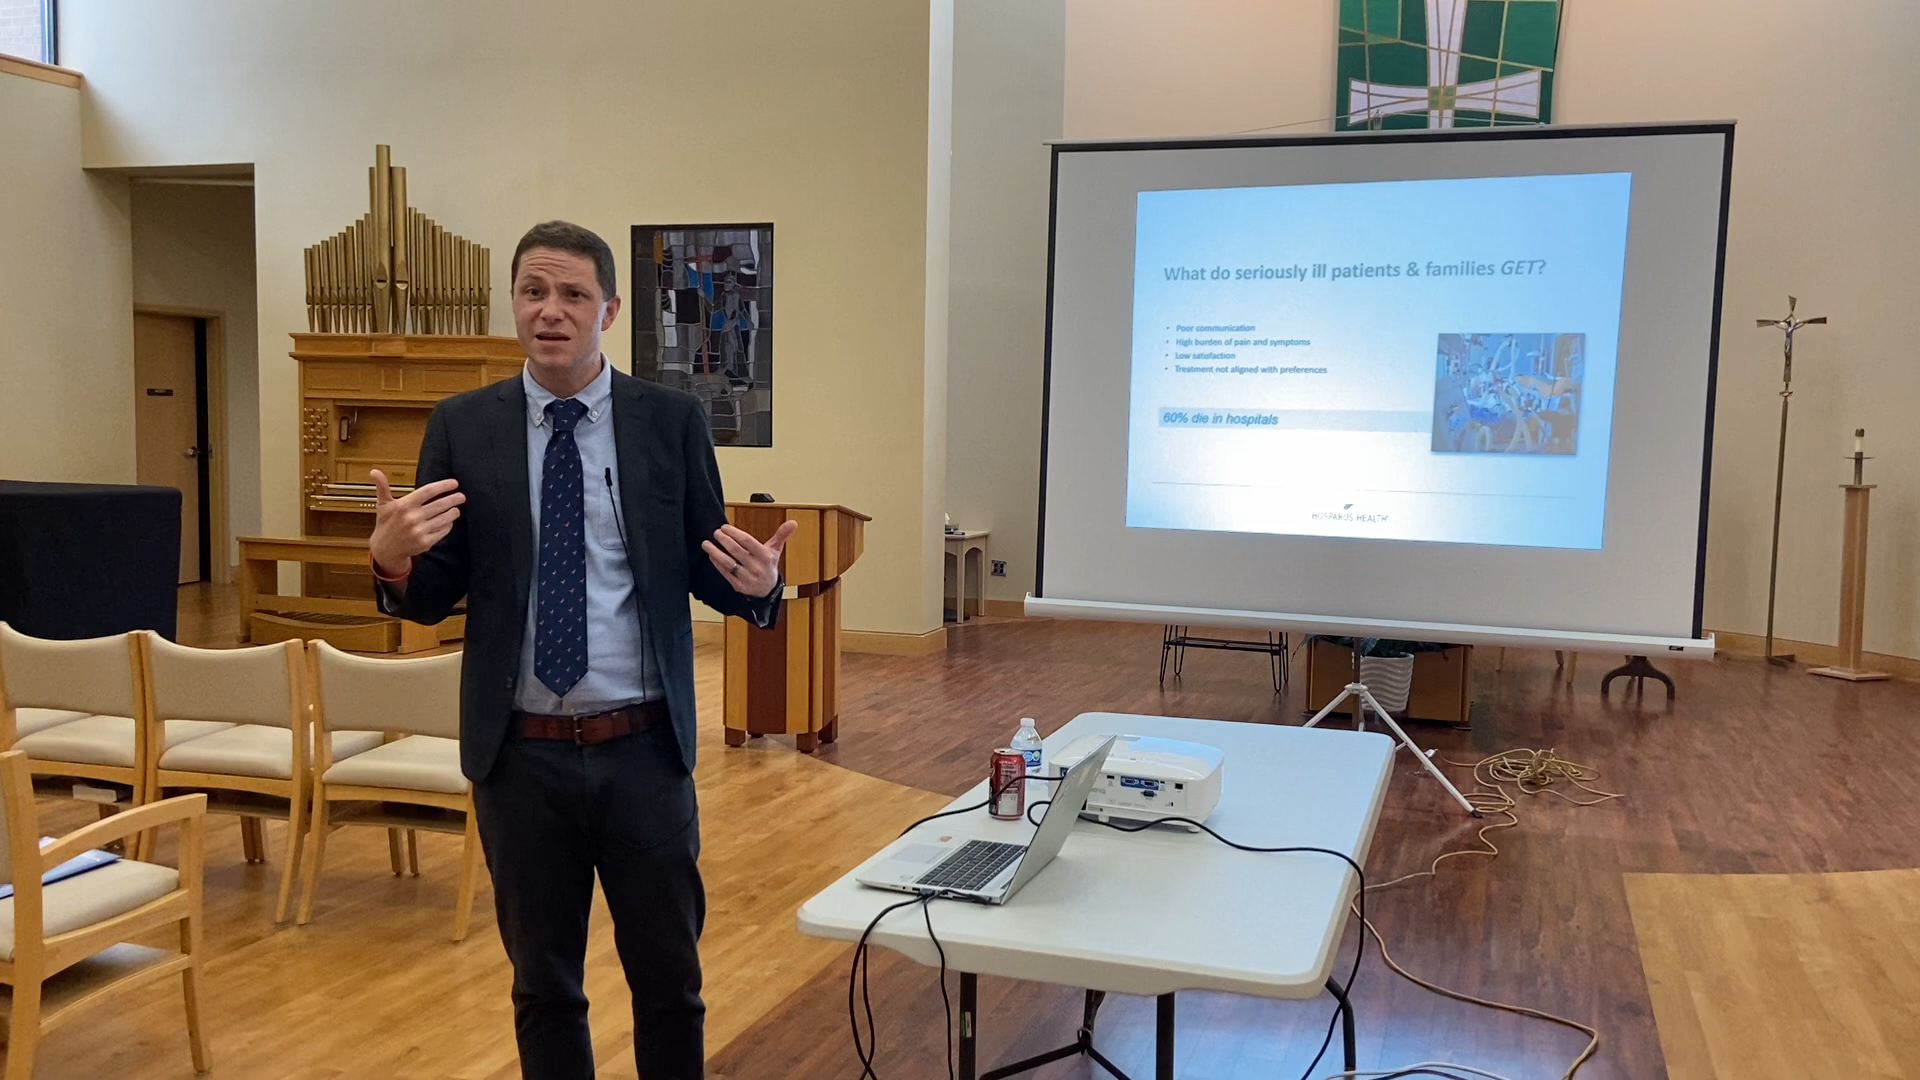 What do seriously ill patients & families GET?
• Poor communication
• High burden of pain and symptoms
• Low satisfaction
• Treatment not aligned with preferences
60% die in hospitals
HOSPARUS HEALTH